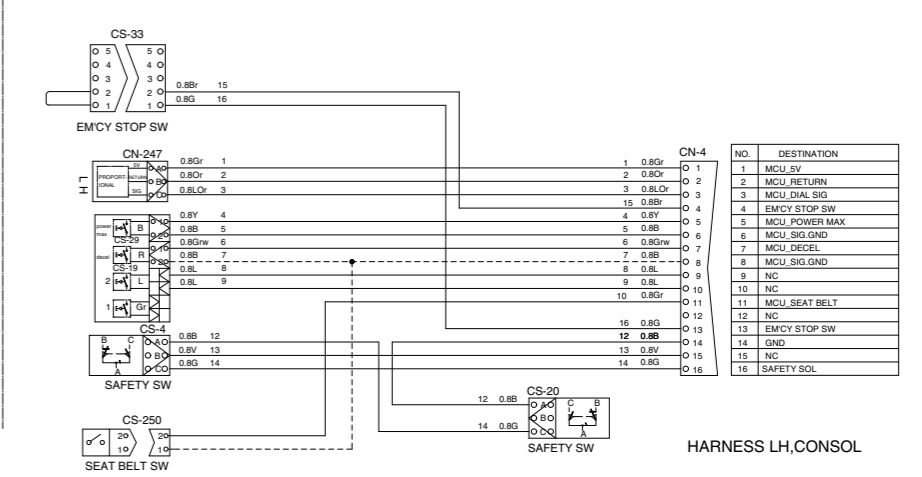 CS-33
5 5
4 4
3 3
2 2 0.8Br 15
1 1 0.8G 16
EM'CY STOP SW
CN-247
LH
PROPORT-
IONAL
5V A 0.8Gr 1
RETURN B 0.8Or 2
SIG C 0.8LOr 3
power
max
B 1 0.8Y 4
2 0.8B 5
CS-29
decel R 1 0.8Grw 6
2 0.8B 7
CS-19
2 L 0.8L 8
0.8L 9
1 Gr
CS-4
B C A 0.8B 12
B 0.8V 13
A C 0.8G 14
SAFETY SW
CS-250
2 2
1 1
SEAT BELT SW
CN-4
1 0.8Gr 1
2 0.8Or 2
3 0.8LOr 3
15 0.8Br 4
4 0.8Y 5
5 0.8B 6
6 0.8Grw 7
7 0.8B 8
8 0.8L 9
9 0.8L 10
10 0.8Gr 11
12
16 0.8G 13
12 0.8B 14
13 0.8V 15
14 0.8G 16
CS-20
12 0.8B A C B
B
14 0.8G C A
SAFETY SW
NO. DESTINATION
1 MCU_5V
2 MCU_RETURN
3 MCU_DIAL SIG
4 EM'CY STOP SW
5 MCU_POWER MAX
6 MCU_SIG.GND
7 MCU_DECEL
8 MCU_SIG.GND
9 NC
10 NC
11 MCU_SEAT BELT
12 NC
13 EM'CY STOP SW
14 GND
15 NC
16 SAFETY SOL
HARNESS LH,CONSOL